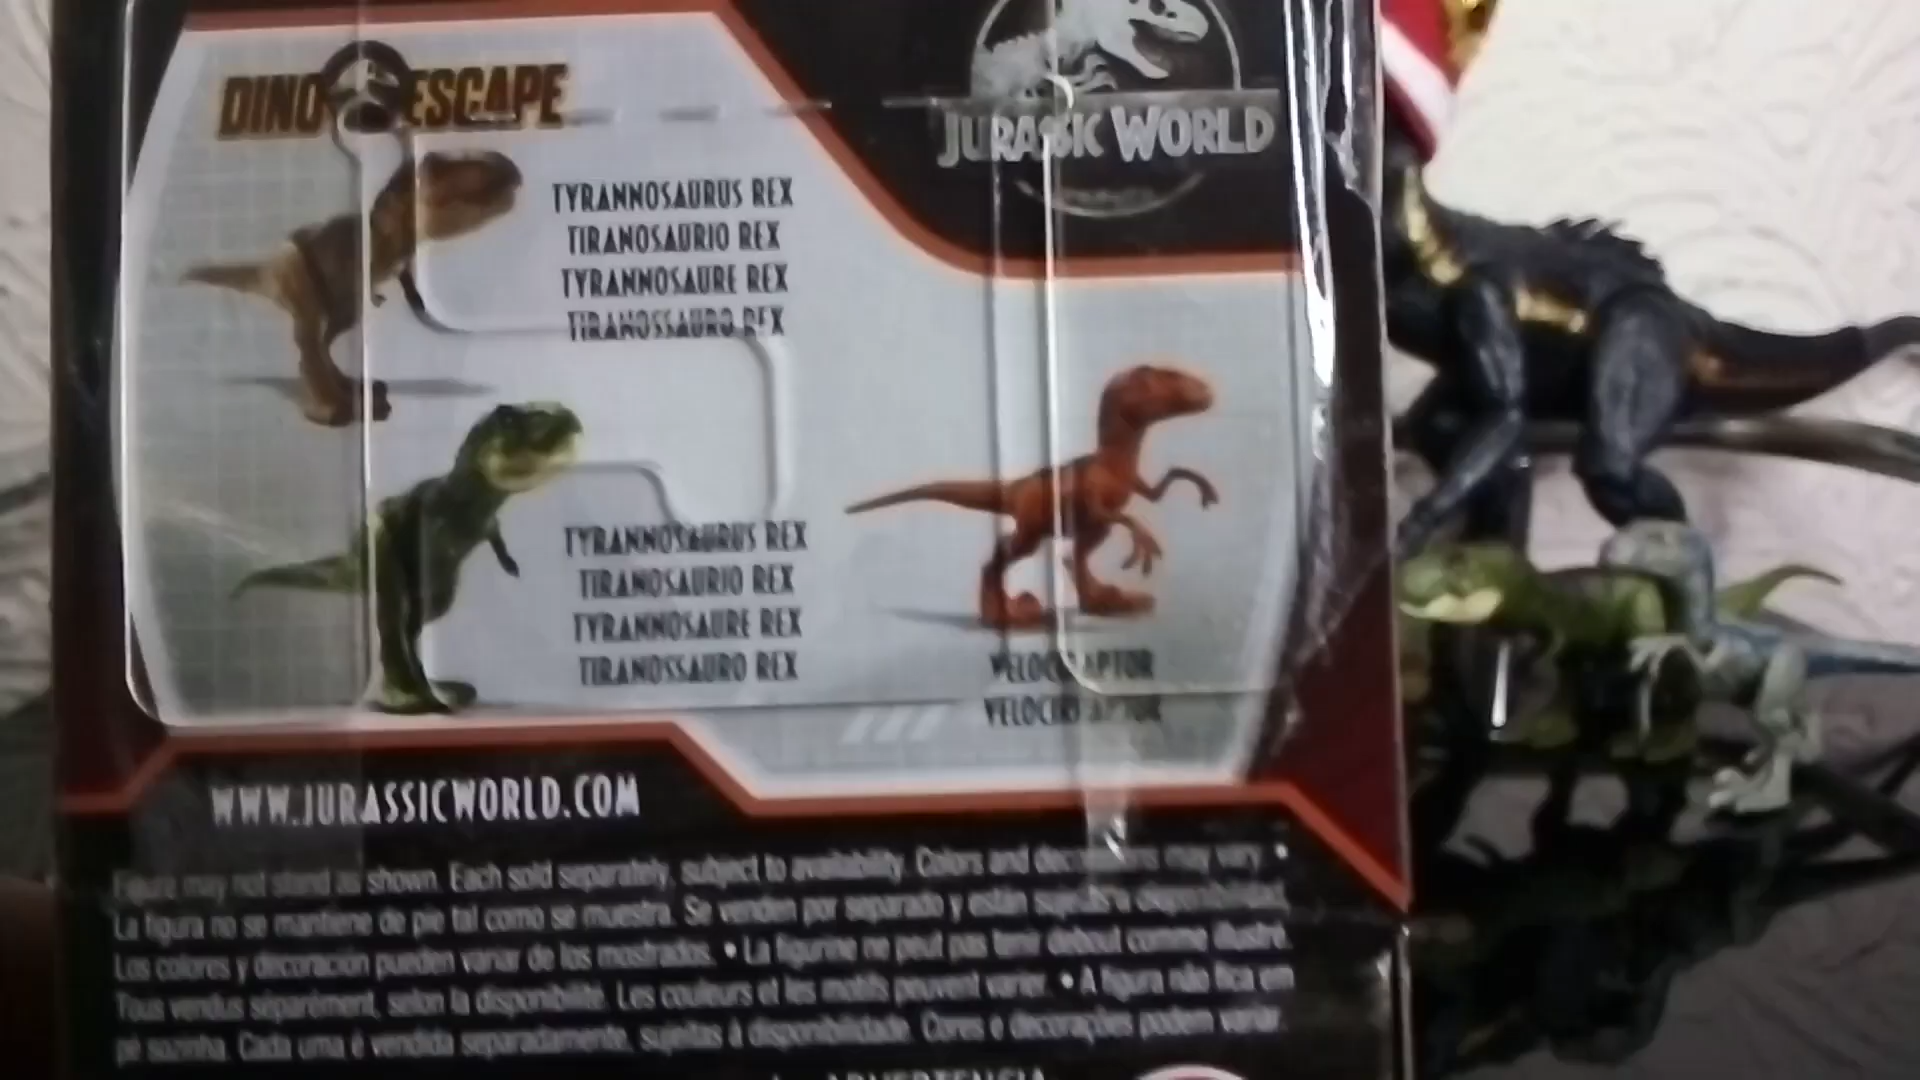 DINO ESCAPE
JURASSIC WORLD
TYRANNOSAURUS REX
TIRANOSAURIO REX
TYRANNOSAURE REX
TIRANOSSAURO REX
TYRANNOSAURUS REX
TIRANOSAURIO REX
TYRANNOSAURE REX
TIRANOSSAURO REX
VELOCIRAPTOR
VELOCIRAPTOR
WWW.JURASSICWORLD.COM
Figure may not stand as shown. Each sold separately, subject to availability. Colors and decorations may vary. •
La figura no se mantiene de pie tal como se muestra. Se venden por separado y están sujetas a disponibilidad.
Los colores y decoración pueden variar de los mostrados. • La figurine ne peut pas tenir debout comme illustré.
Tous vendus séparément, selon la disponibilité. Les couleurs et les motifs peuvent varier. • A figura não fica em
pé sozinha. Cada uma é vendida separadamente, sujeitas à disponibilidade. Cores e decorações podem variar.